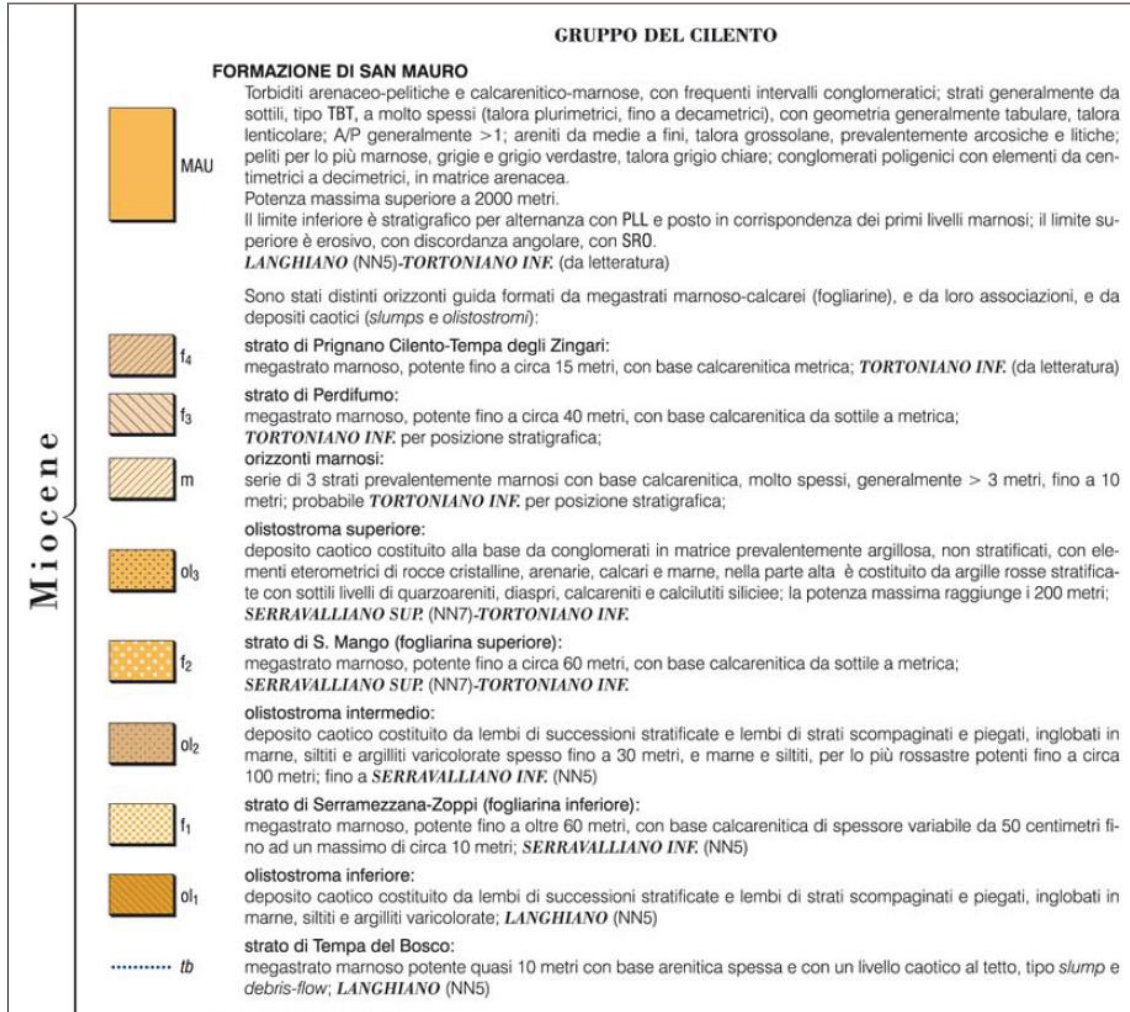 GRUPPO DEL CILENTO
FORMAZIONE DI SAN MAURO
Torbiditi arenaceo-pelitiche e calcarenitico-marnose, con frequenti intervalli conglomeratici; strati generalmente da
sottili, tipo TBT, a molto spessi (talora plurimetrici, fino a decametrici), con geometria generalmente tabulare, talora
lenticolare; A/P generalmente >1; areniti da medie a fini, talora grossolane, prevalentemente arcosiche e litiche;
peliti per lo più marnose, grigie e grigio verdastre, talora grigio chiare; conglomerati poligenici con elementi da cen-
timetrici a decimetrici, in matrice arenacea.
MAU
Potenza massima superiore a 2000 metri.
Il limite inferiore è stratigrafico per alternanza con PLL e posto in corrispondenza dei primi livelli marnosi; il limite su-
periore è erosivo, con discordanza angolare, con SRO.
LANGHIANO (NN5)-TORTONIANO INF. (da letteratura)
Sono stati distinti orizzonti guida formati da megastrati marnoso-calcarei (fogliarine), e da loro associazioni, e da
depositi caotici (slumps e olistostromi):
f4
strato di Prignano Cilento-Tempa degli Zingari:
megastrato marnoso, potente fino a circa 15 metri, con base calcarenitica metrica; TORTONIANO INF. (da letteratura)
f3
strato di Perdifumo:
megastrato marnoso, potente fino a circa 40 metri, con base calcarenitica da sottile a metrica;
TORTONIANO INF. per posizione stratigrafica;
m
orizzonti marnosi:
serie di 3 strati prevalentemente marnosi con base calcarenitica, molto spessi, generalmente > 3 metri, fino a 10
metri; probabile TORTONIANO INF. per posizione stratigrafica;
ol3
olistostroma superiore:
deposito caotico costituito alla base da conglomerati in matrice prevalentemente argillosa, non stratificati, con ele-
menti eterometrici di rocce cristalline, arenarie, calcari e marne, nella parte alta è costituito da argille rosse stratifica-
te con sottili livelli di quarzoareniti, diaspri, calcareniti e calcilutiti siliciee; la potenza massima raggiunge i 200 metri;
SERRAVALLIANO SUP. (NN7)-TORTONIANO INF.
f2
strato di S. Mango (fogliarina superiore):
megastrato marnoso, potente fino a circa 60 metri, con base calcarenitica da sottile a metrica;
SERRAVALLIANO SUP. (NN7)-TORTONIANO INF.
ol2
olistostroma intermedio:
deposito caotico costituito da lembi di successioni stratificate e lembi di strati scompaginati e piegati, inglobati in
marne, siltiti e argilliti varicolorate spesso fino a 30 metri, e marne e siltiti, per lo più rossastre potenti fino a circa
100 metri; fino a SERRAVALLIANO INF. (NN5)
f1
strato di Serramezzana-Zoppi (fogliarina inferiore):
megastrato marnoso, potente fino a oltre 60 metri, con base calcarenitica di spessore variabile da 50 centimetri fi-
no ad un massimo di circa 10 metri; SERRAVALLIANO INF. (NN5)
ol1
olistostroma inferiore:
deposito caotico costituito da lembi di successioni stratificate e lembi di strati scompaginati e piegati, inglobati in
marne, siltiti e argilliti varicolorate; LANGHIANO (NN5)
tb
strato di Tempa del Bosco:
megastrato marnoso potente quasi 10 metri con base arenitica spessa e con un livello caotico al tetto, tipo slump e
debris-flow; LANGHIANO (NN5)
Miocene